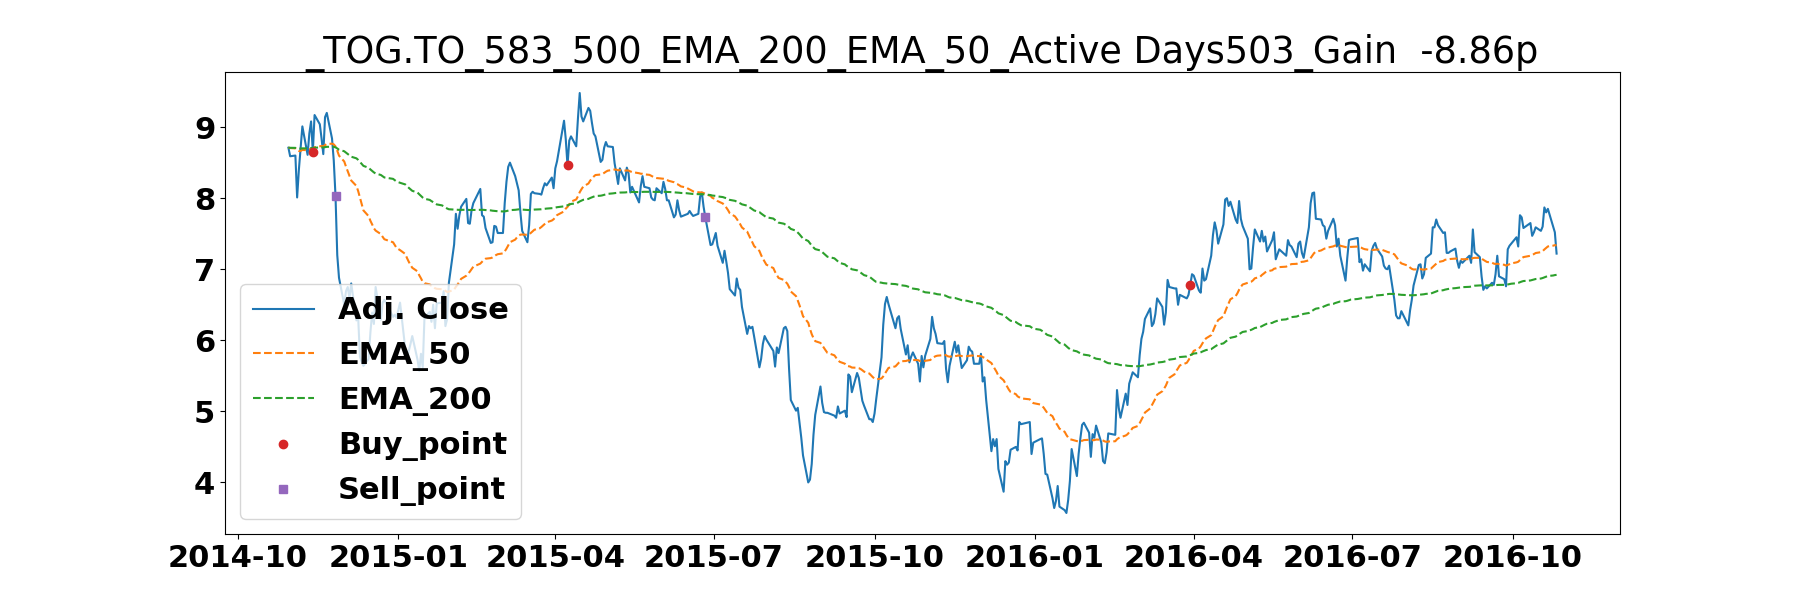 _TOG.TO_583_500_EMA_200_EMA_50_Active Days503_Gain  -8.86p
9
8
7
6
5
4
Adj. Close
EMA_50
EMA_200
Buy_point
Sell_point
2014-10 2015-01 2015-04 2015-07 2015-10 2016-01 2016-04 2016-07 2016-10